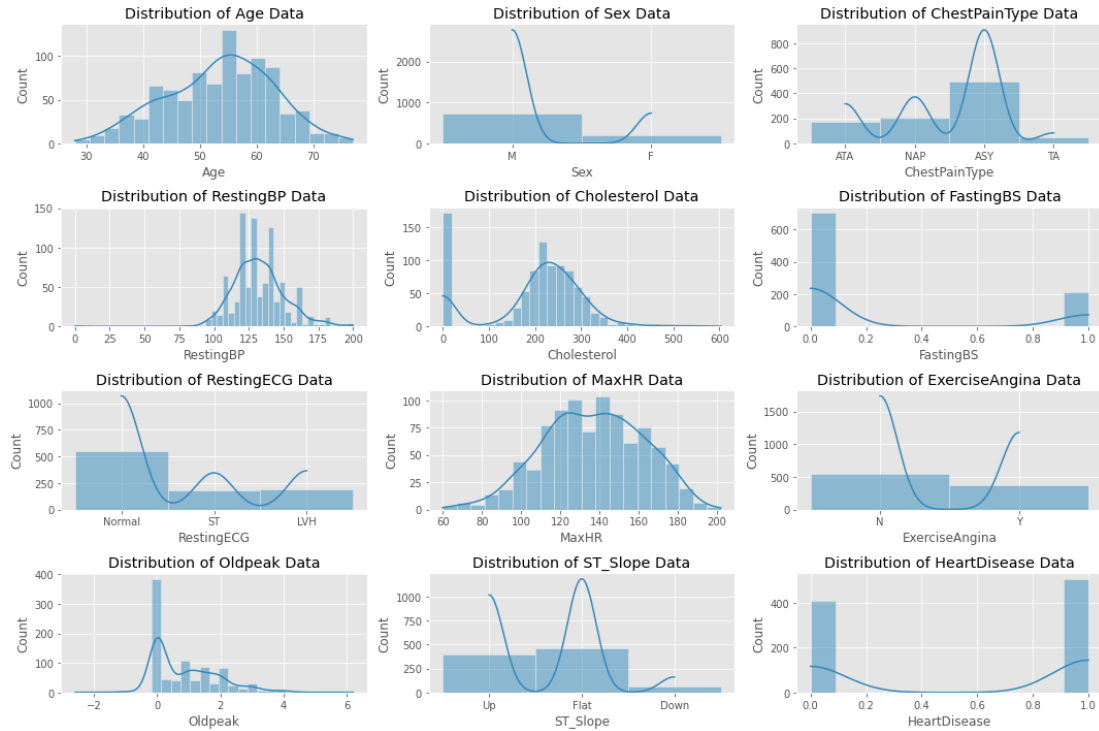 Distribution of Age Data
Count
100
50
0
30 40 50 60 70
Age
Distribution of Sex Data
Count
2000
1000
0
M F
Sex
Distribution of ChestPainType Data
Count
800
600
400
200
0
ATA NAP ASY TA
ChestPainType
Distribution of RestingBP Data
Count
150
100
50
0
0 25 50 75 100 125 150 175 200
RestingBP
Distribution of Cholesterol Data
Count
150
100
50
0
0 100 200 300 400 500 600
Cholesterol
Distribution of FastingBS Data
Count
600
400
200
0
0.0 0.2 0.4 0.6 0.8 1.0
FastingBS
Distribution of RestingECG Data
Count
1000
750
500
250
0
Normal ST LVH
RestingECG
Distribution of MaxHR Data
Count
100
75
50
25
0
60 80 100 120 140 160 180 200
MaxHR
Distribution of ExerciseAngina Data
Count
1500
1000
500
0
N Y
ExerciseAngina
Distribution of Oldpeak Data
Count
400
300
200
100
0
−2 0 2 4 6
Oldpeak
Distribution of ST_Slope Data
Count
1000
750
500
250
0
Up Flat Down
ST_Slope
Distribution of HeartDisease Data
Count
400
200
0
0.0 0.2 0.4 0.6 0.8 1.0
HeartDisease